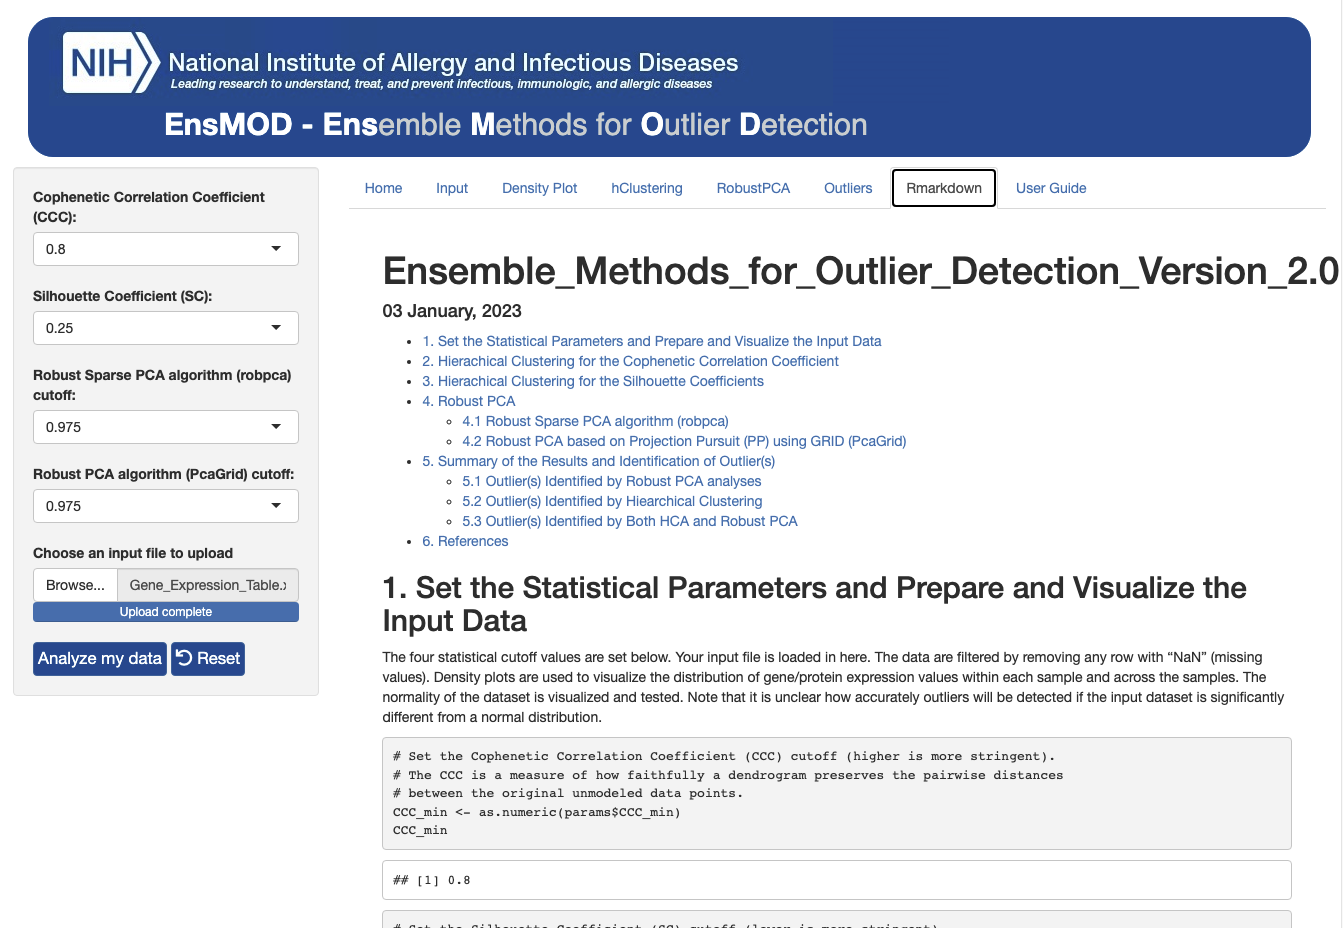 NIH National Institute of Allergy and Infectious Diseases
Leading research to understand, treat, and prevent infectious, immunologic, and allergic diseases
EnsMOD - Ensemble Methods for Outlier Detection
Cophenetic Correlation Coefficient
(CCC):
0.8
Silhouette Coefficient (SC):
0.25
Robust Sparse PCA algorithm (robpca)
cutoff:
0.975
Robust PCA algorithm (PcaGrid) cutoff:
0.975
Choose an input file to upload
Browse... Gene_Expression_Table.
Upload complete
Analyze my data Reset
Home Input Density Plot hClustering RobustPCA Outliers Rmarkdown User Guide
Ensemble_Methods_for_Outlier_Detection_Version_2.0
03 January, 2023
• 1. Set the Statistical Parameters and Prepare and Visualize the Input Data
• 2. Hierachical Clustering for the Cophenetic Correlation Coefficient
• 3. Hierachical Clustering for the Silhouette Coefficients
• 4. Robust PCA
◦ 4.1 Robust Sparse PCA algorithm (robpca)
◦ 4.2 Robust PCA based on Projection Pursuit (PP) using GRID (PcaGrid)
• 5. Summary of the Results and Identification of Outlier(s)
◦ 5.1 Outlier(s) Identified by Robust PCA analyses
◦ 5.2 Outlier(s) Identified by Hiearchical Clustering
◦ 5.3 Outlier(s) Identified by Both HCA and Robust PCA
• 6. References
1. Set the Statistical Parameters and Prepare and Visualize the
Input Data
The four statistical cutoff values are set below. Your input file is loaded in here. The data are filtered by removing any row with “NaN” (missing
values). Density plots are used to visualize the distribution of gene/protein expression values within each sample and across the samples. The
normality of the dataset is visualized and tested. Note that it is unclear how accurately outliers will be detected if the input dataset is significantly
different from a normal distribution.
# Set the Cophenetic Correlation Coefficient (CCC) cutoff (higher is more stringent).
# The CCC is a measure of how faithfully a dendrogram preserves the pairwise distances
# between the original unmodeled data points.
CCC_min <- as.numeric(params$CCC_min)
CCC_min
## [1] 0.8
# Set the Silhouette Coefficient (SC) cutoff (lower is more stringent).